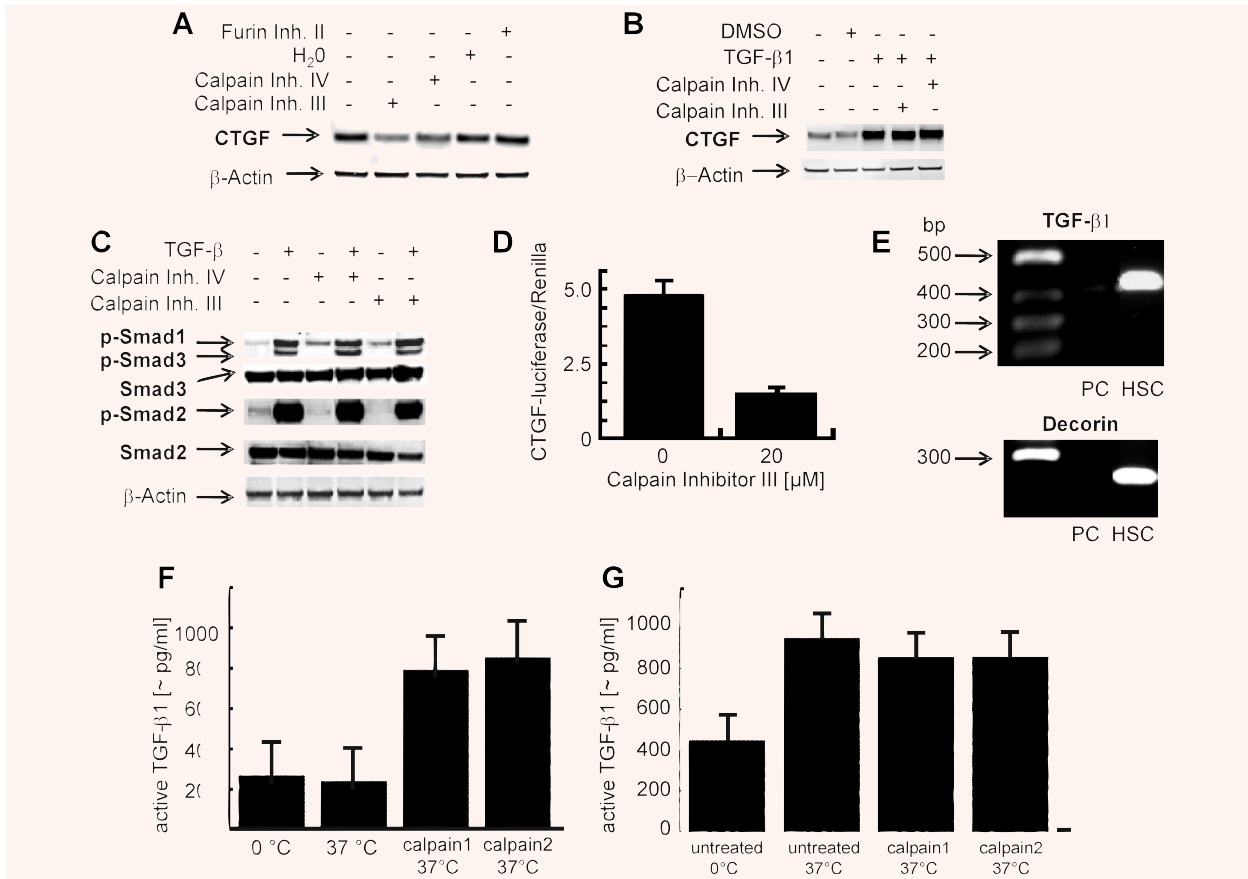 A
Furin Inh. II - - - - +
H20 - - - + -
Calpain Inh. IV - - + - -
Calpain Inh. III - + - - -
CTGF
β-Actin
B
DMSO - + - - -
TGF-β1 - - + + +
Calpain Inh. IV - - - - +
Calpain Inh. III - - - + -
CTGF
β–Actin
C
TGF-β - + - + - +
Calpain Inh. IV - - + + - -
Calpain Inh. III - - - - + +
p-Smad1
p-Smad3
Smad3
p-Smad2
Smad2
β-Actin
D
CTGF-luciferase/Renilla
5.0
2.5
0
0 20
Calpain Inhibitor III [µM]
E
bp
TGF-β1
500
400
300
200
PC HSC
Decorin
300
PC HSC
F
active TGF-β1 [~ pg/ml]
1000
0 °C 37 °C calpain1 calpain2
37°C 37°C
G
active TGF-β1 [~ pg/ml]
1000
800
600
400
200
0
untreated untreated calpain1 calpain2
0°C 37°C 37°C 37°C